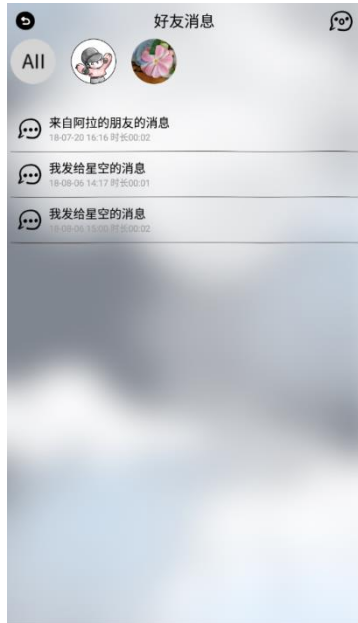 好友消息
All
来自阿拉的朋友的消息
18-07-20 16:16 时长00:02
我发给星空的消息
18-08-06 14:17 时长00:01
我发给星空的消息
18-08-06 15:00 时长00:02